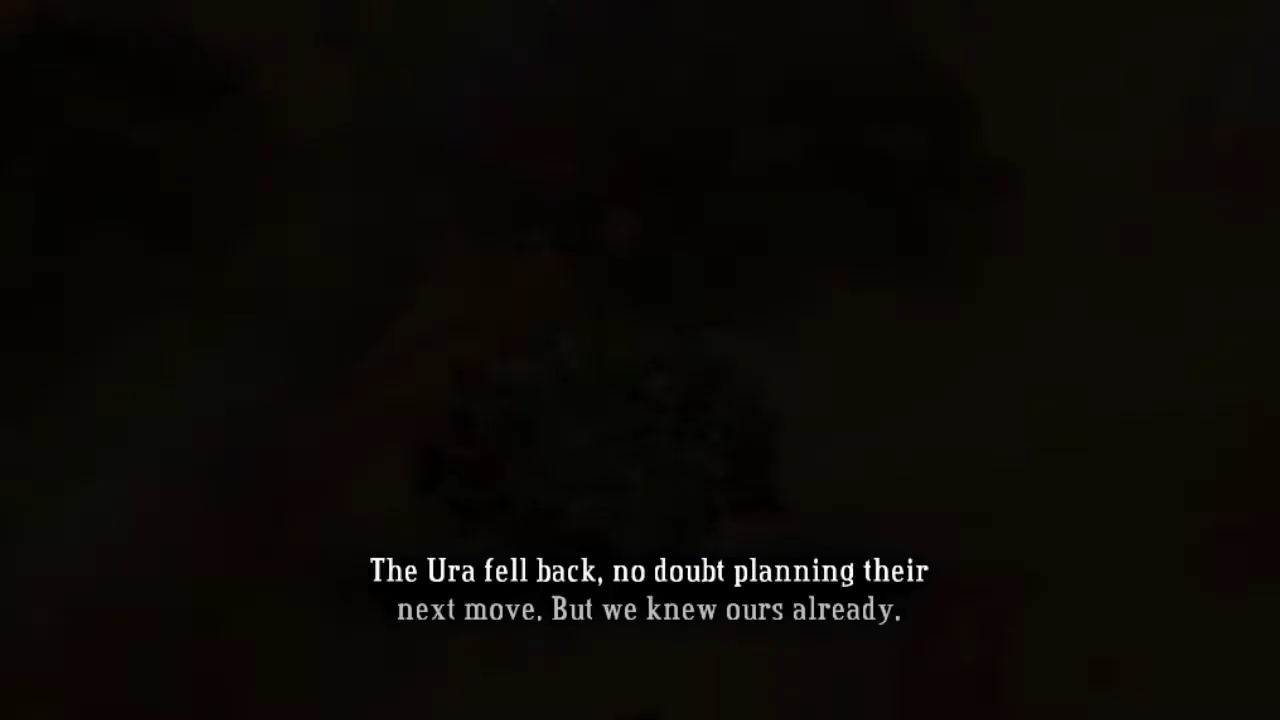 The Ura fell back, no doubt planning their
next move. But we knew ours already.